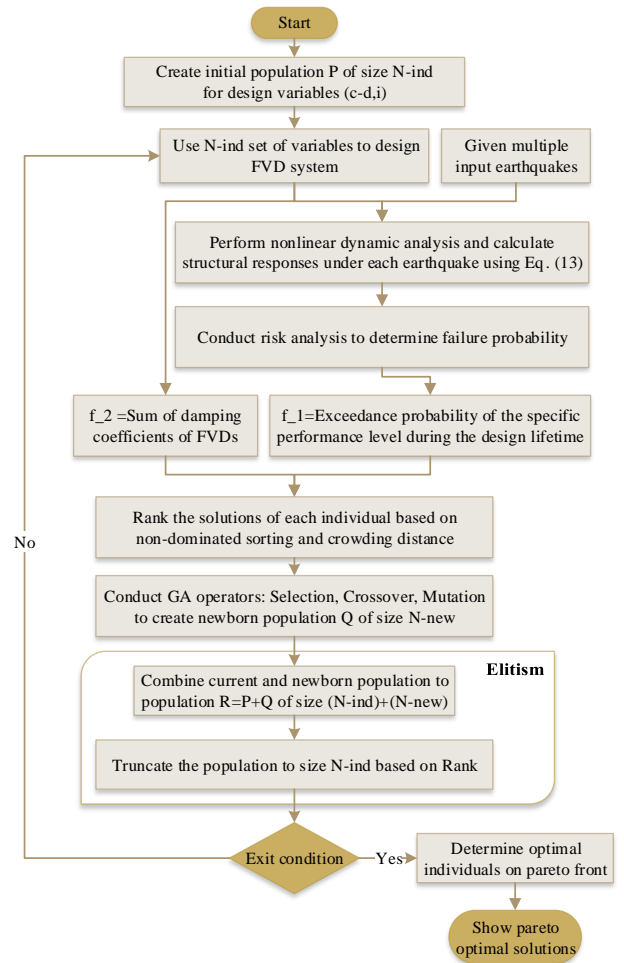 Start
Create initial population P of size N-ind
for design variables (c-d,i)
Use N-ind set of variables to design
FVD system
Given multiple
input earthquakes
Perform nonlinear dynamic analysis and calculate
structural responses under each earthquake using Eq. (13)
Conduct risk analysis to determine failure probability
f_2 =Sum of damping
coefficients of FVDs
f_1=Exceedance probability of the specific
performance level during the design lifetime
Rank the solutions of each individual based on
non-dominated sorting and crowding distance
No
Conduct GA operators: Selection, Crossover, Mutation
to create newborn population Q of size N-new
Elitism
Combine current and newborn population to
population R=P+Q of size (N-ind)+(N-new)
Truncate the population to size N-ind based on Rank
Exit condition
Yes
Determine optimal
individuals on pareto front
Show pareto
optimal solutions